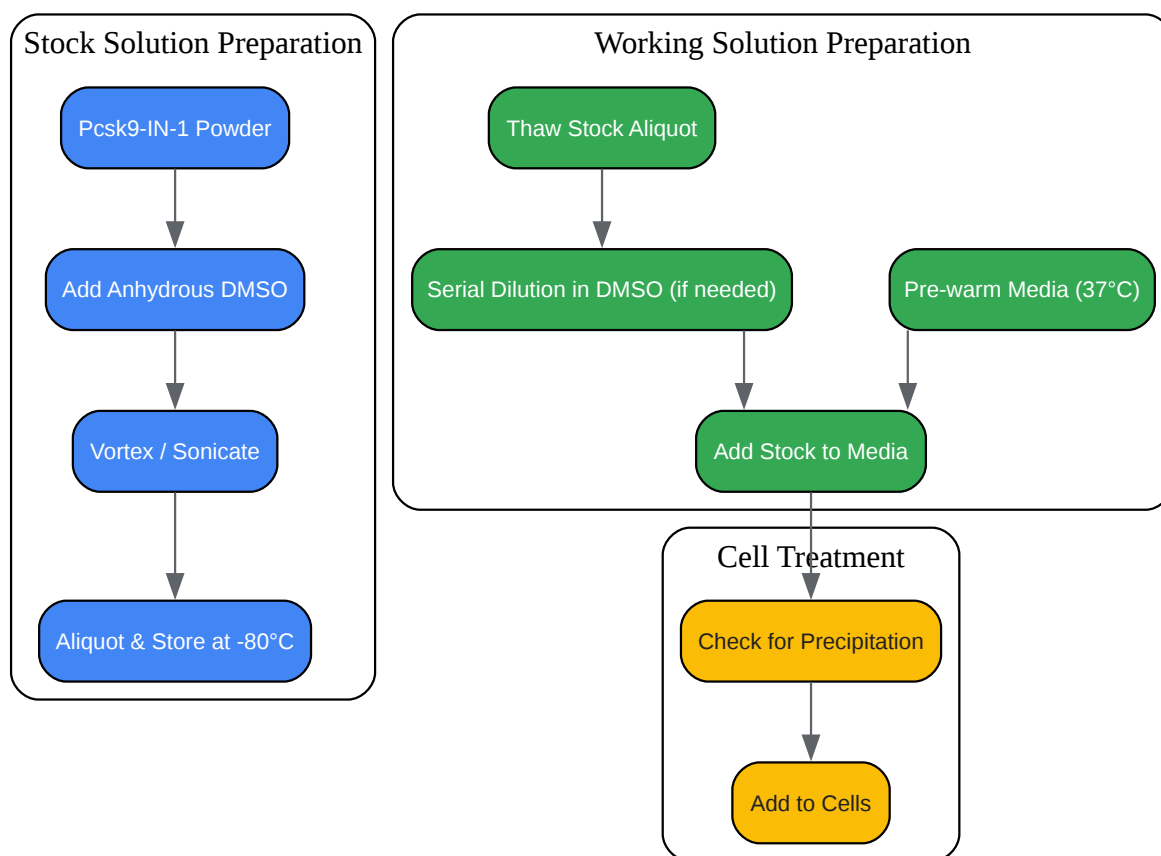 Stock Solution Preparation
Pcsk9-IN-1 Powder
Add Anhydrous DMSO
Vortex / Sonicate
Aliquot & Store at -80°C
Working Solution Preparation
Thaw Stock Aliquot
Serial Dilution in DMSO (if needed)
Pre-warm Media (37°C)
Add Stock to Media
Cell Treatment
Check for Precipitation
Add to Cells